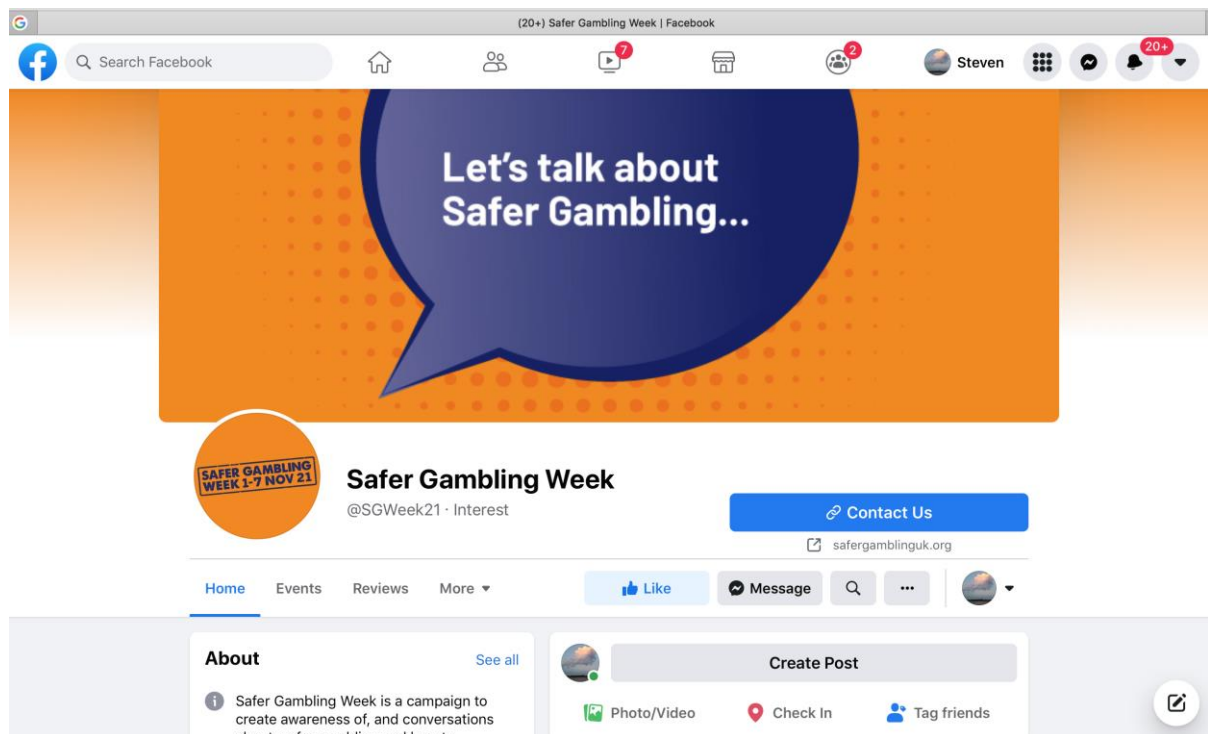 (20+) Safer Gambling Week | Facebook
Search Facebook
7
2
Steven
20+
Let's talk about
Safer Gambling...
SAFER GAMBLING
WEEK 1-7 NOV 21
Safer Gambling Week
@SGWeek21 · Interest
Contact Us
safergamblinguk.org
Home Events Reviews More
Like
Message
About
See all
Safer Gambling Week is a campaign to
create awareness of, and conversations
Create Post
Photo/Video
Check In
Tag friends